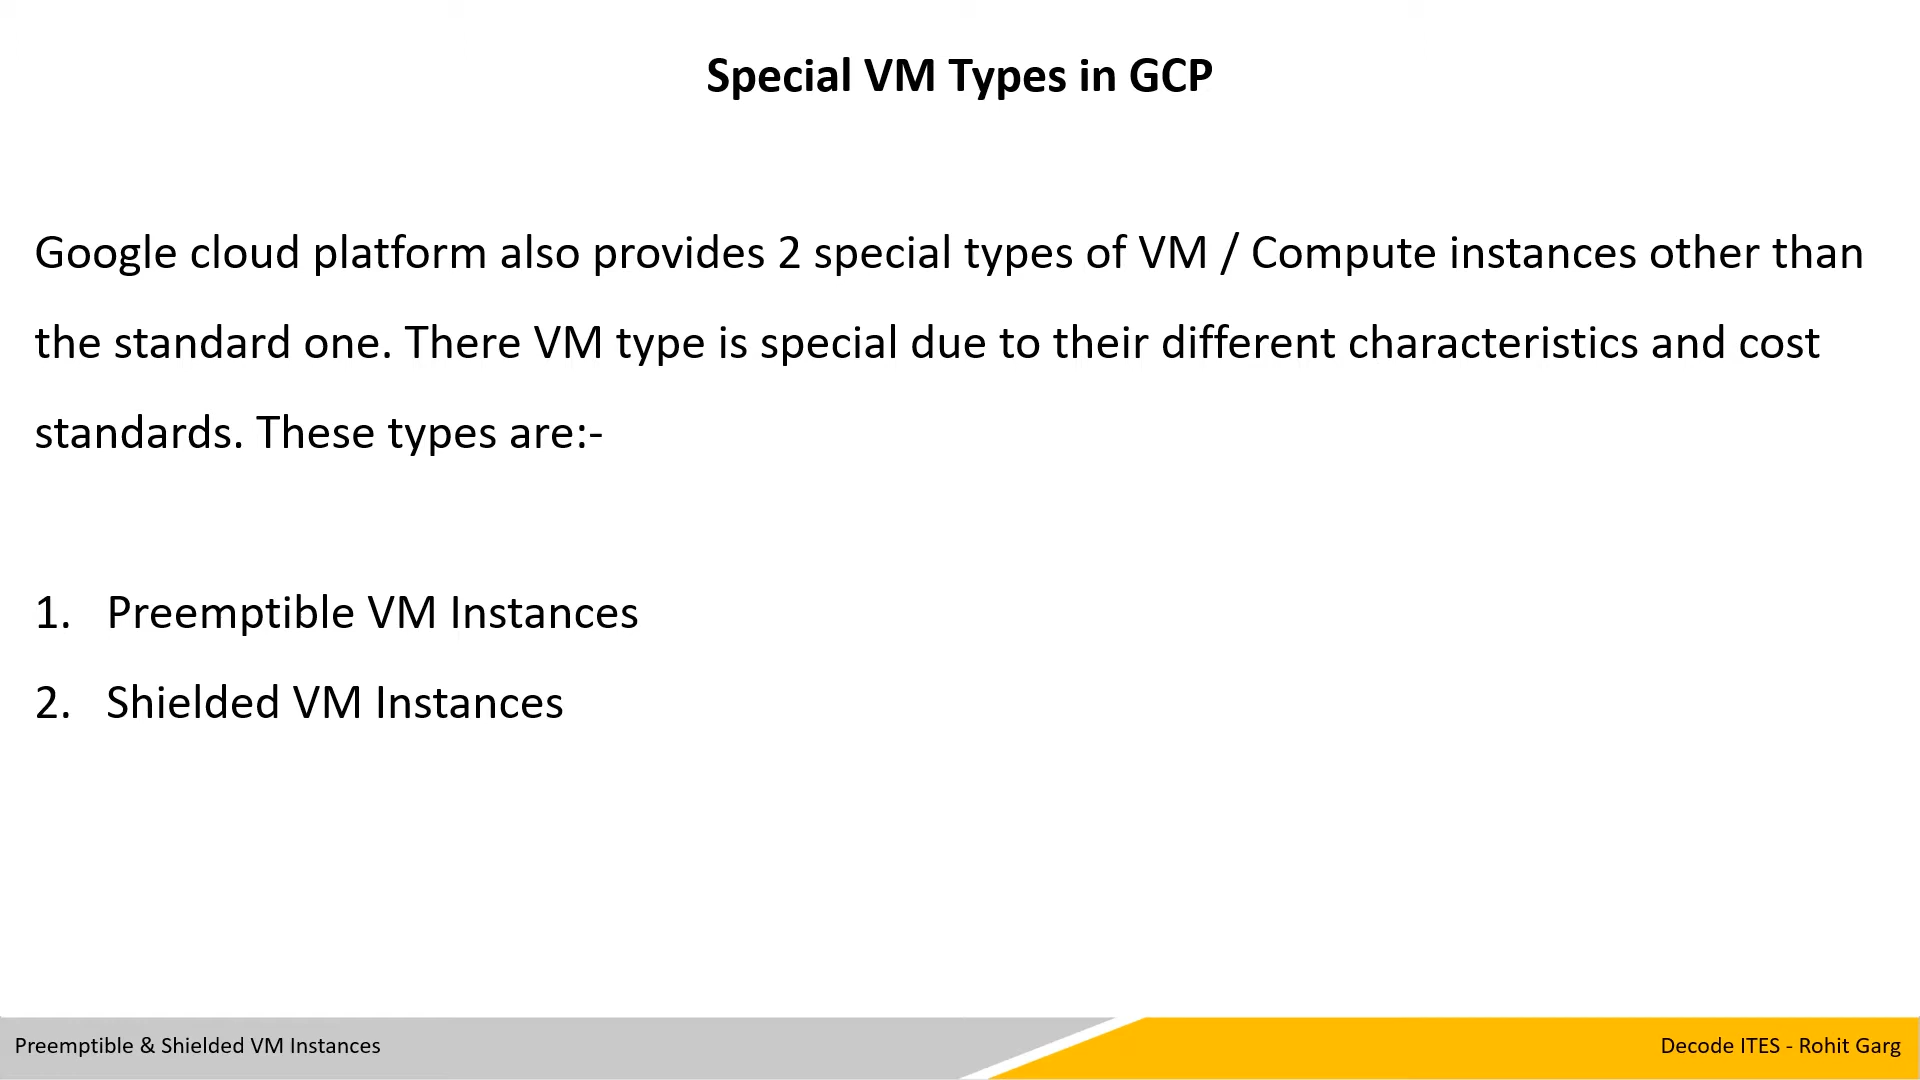 Special VM Types in GCP
Google cloud platform also provides 2 special types of VM / Compute instances other than
the standard one. There VM type is special due to their different characteristics and cost
standards. These types are:-
1. Preemptible VM Instances
2. Shielded VM Instances
Preemptible & Shielded VM Instances
Decode ITES - Rohit Garg